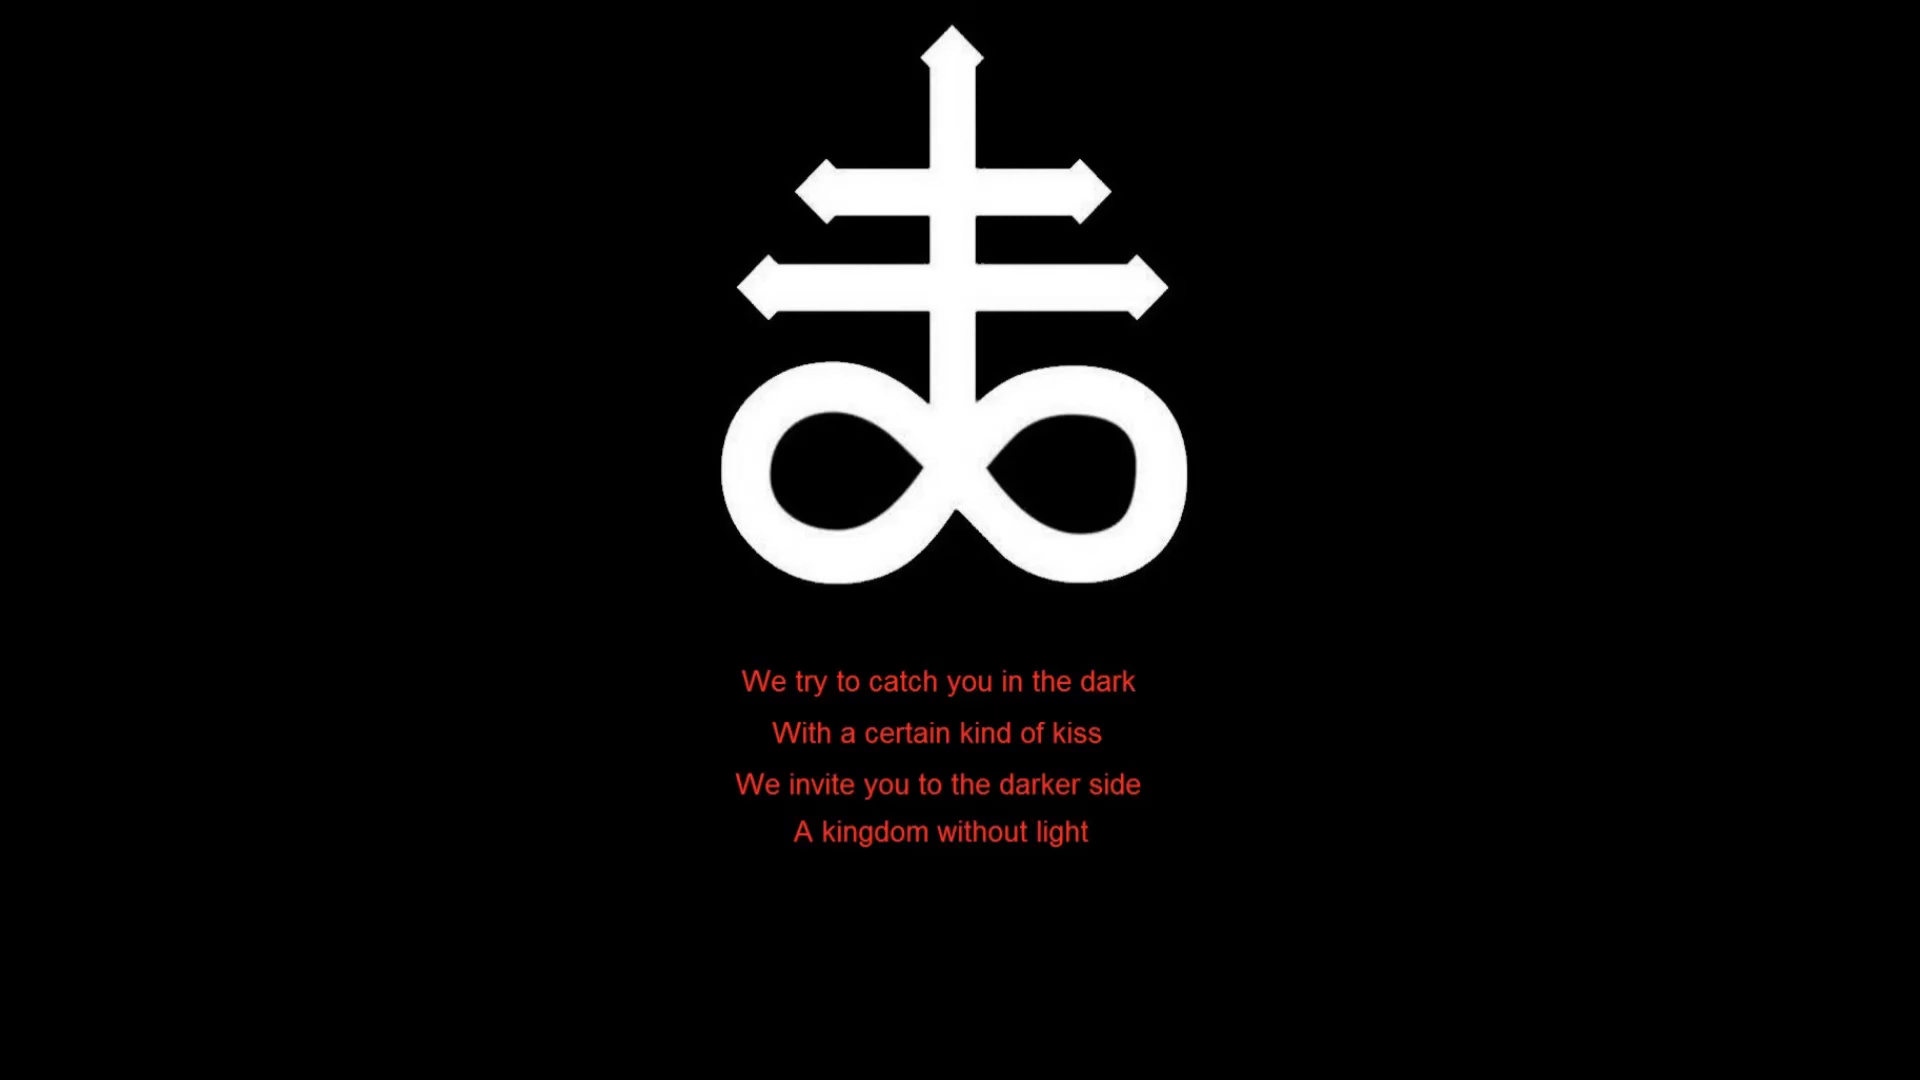 We try to catch you in the dark
With a certain kind of kiss
We invite you to the darker side
A kingdom without light